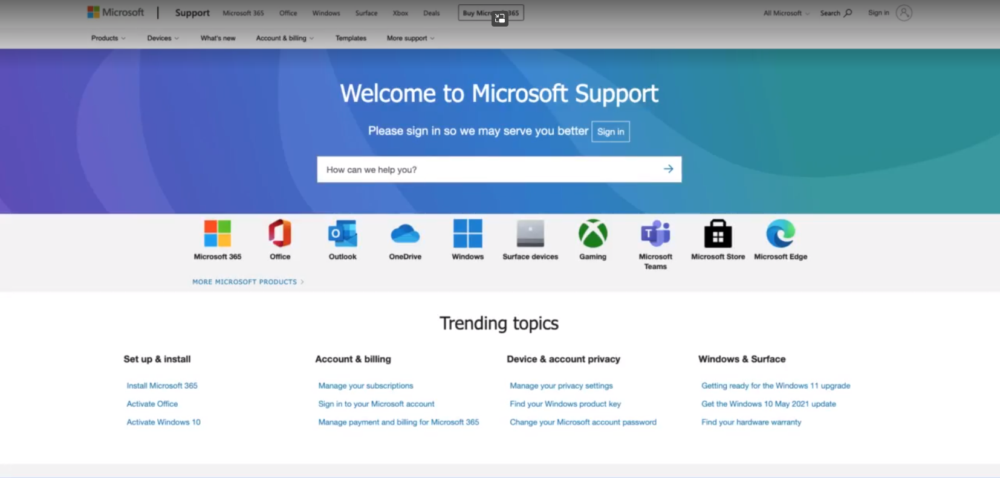 Microsoft Support Microsoft 365 Office Windows Surface Xbox Deals Buy 365 All Microsoft Search Sign in
Products Devices What's new Account & billing Templates More support
Welcome to Microsoft Support
Please sign in so we may serve you better Sign in
How can we help you?
Microsoft 365 Office Outlook OneDrive Windows Surface devices Gaming Microsoft Teams Microsoft Store Microsoft Edge
MORE MICROSOFT PRODUCTS
Trending topics
Set up & install Account & billing Device & account privacy Windows & Surface
Install Microsoft 365 Manage your subscriptions Manage your privacy settings Getting ready for the Windows 11 upgrade
Activate Office Sign in to your Microsoft account Find your Windows product key Get the Windows 10 May 2021 update
Activate Windows 10 Manage payment and billing for Microsoft 365 Change your Microsoft account password Find your hardware warranty